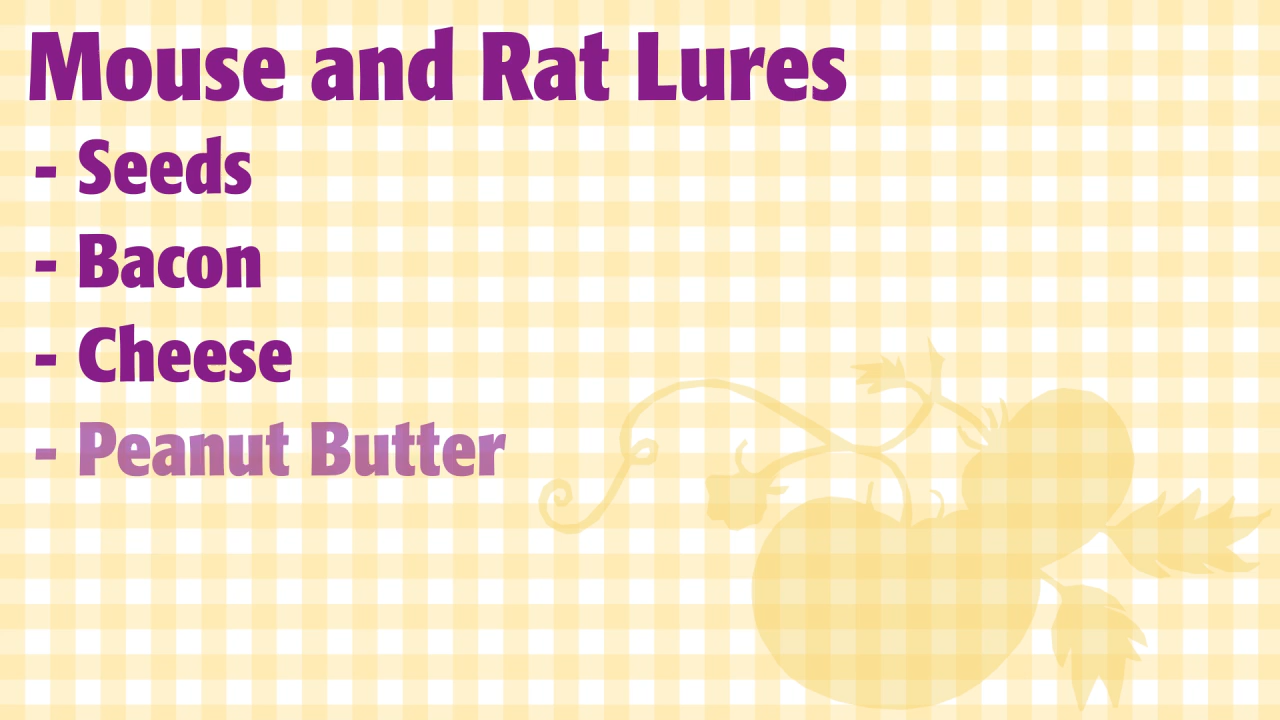 Mouse and Rat Lures
- Seeds
- Bacon
- Cheese
- Peanut Butter